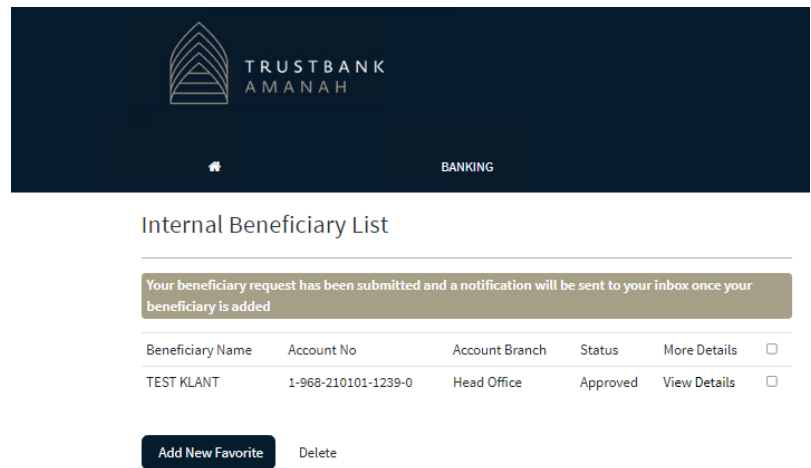 TRUSTBANK
AMANAH
BANKING
Internal Beneficiary List
Your beneficiary request has been submitted and a notification will be sent to your inbox once your
beneficiary is added
Beneficiary Name Account No Account Branch Status More Details
TEST KLANT 1-968-210101-1239-0 Head Office Approved View Details
Add New Favorite Delete